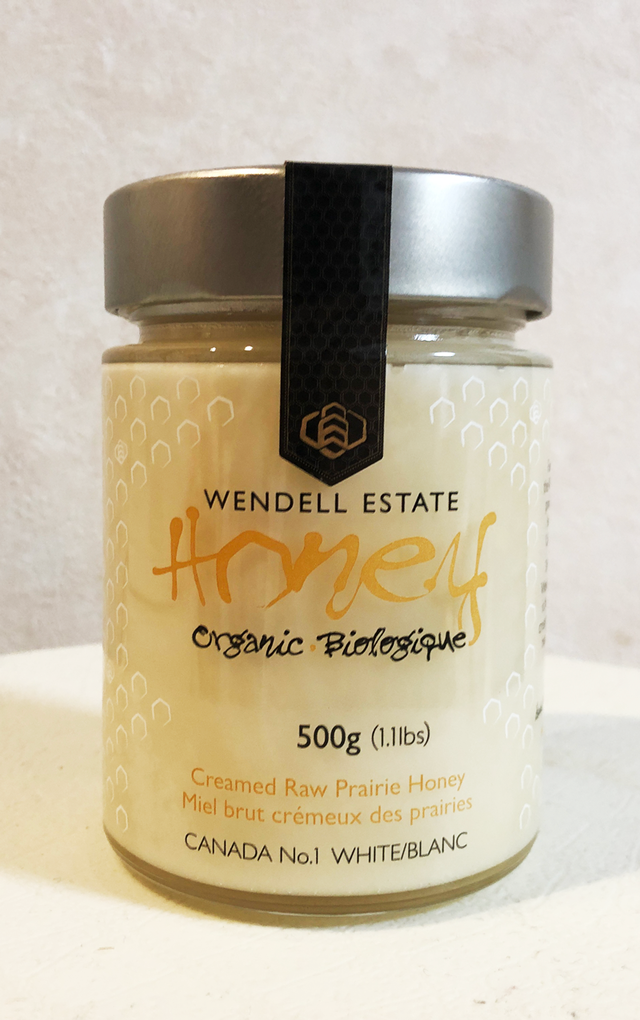 WENDELL ESTATE
Honey
Organic · Biologique
500g (1.1lbs)
Creamed Raw Prairie Honey
Miel brut crémeux des prairies
CANADA No.1 WHITE/BLANC